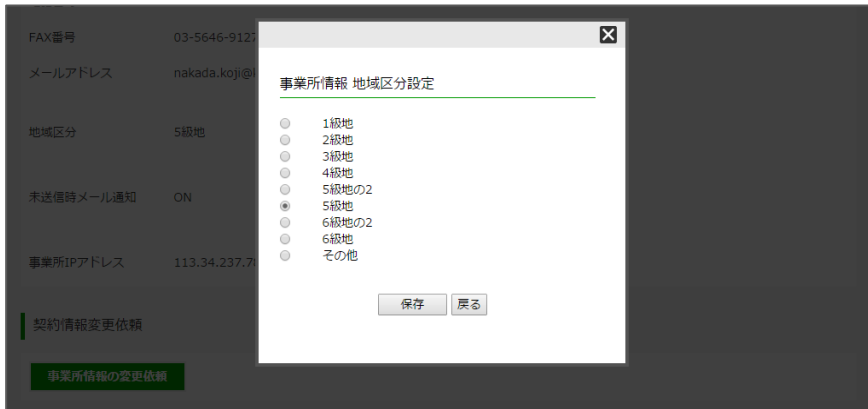 FAX番号 03-5646-912
メールアドレス nakada.koji@
地域区分 5級地
未送信時メール通知 ON
事業所IPアドレス 113.34.237.7
契約情報変更依頼
事業所情報の変更依頼
事業所情報 地域区分設定
1級地
2級地
3級地
4級地
5級地の2
5級地
6級地の2
6級地
その他
保存 戻る